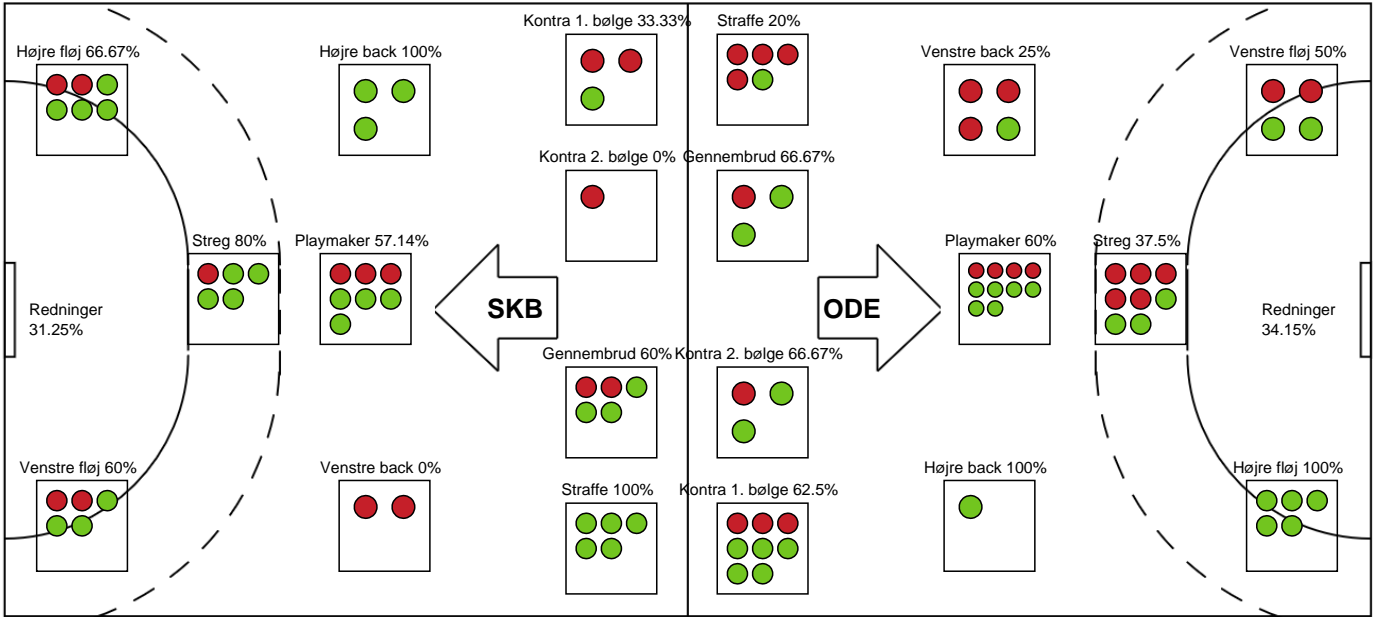 Kontra 1. bølge 33.33%
Straffe 20%
Højre fløj 66.67%
Højre back 100%
Venstre back 25%
Venstre fløj 50%
Kontra 2. bølge 0%
Gennembrud 66.67%
Streg 80%
Playmaker 57.14%
Playmaker 60%
Streg 37.5%
Redninger
31.25%
SKB
ODE
Redninger
34.15%
Gennembrud 60%
Kontra 2. bølge 66.67%
Venstre fløj 60%
Venstre back 0%
Straffe 100%
Kontra 1. bølge 62.5%
Højre back 100%
Højre fløj 100%